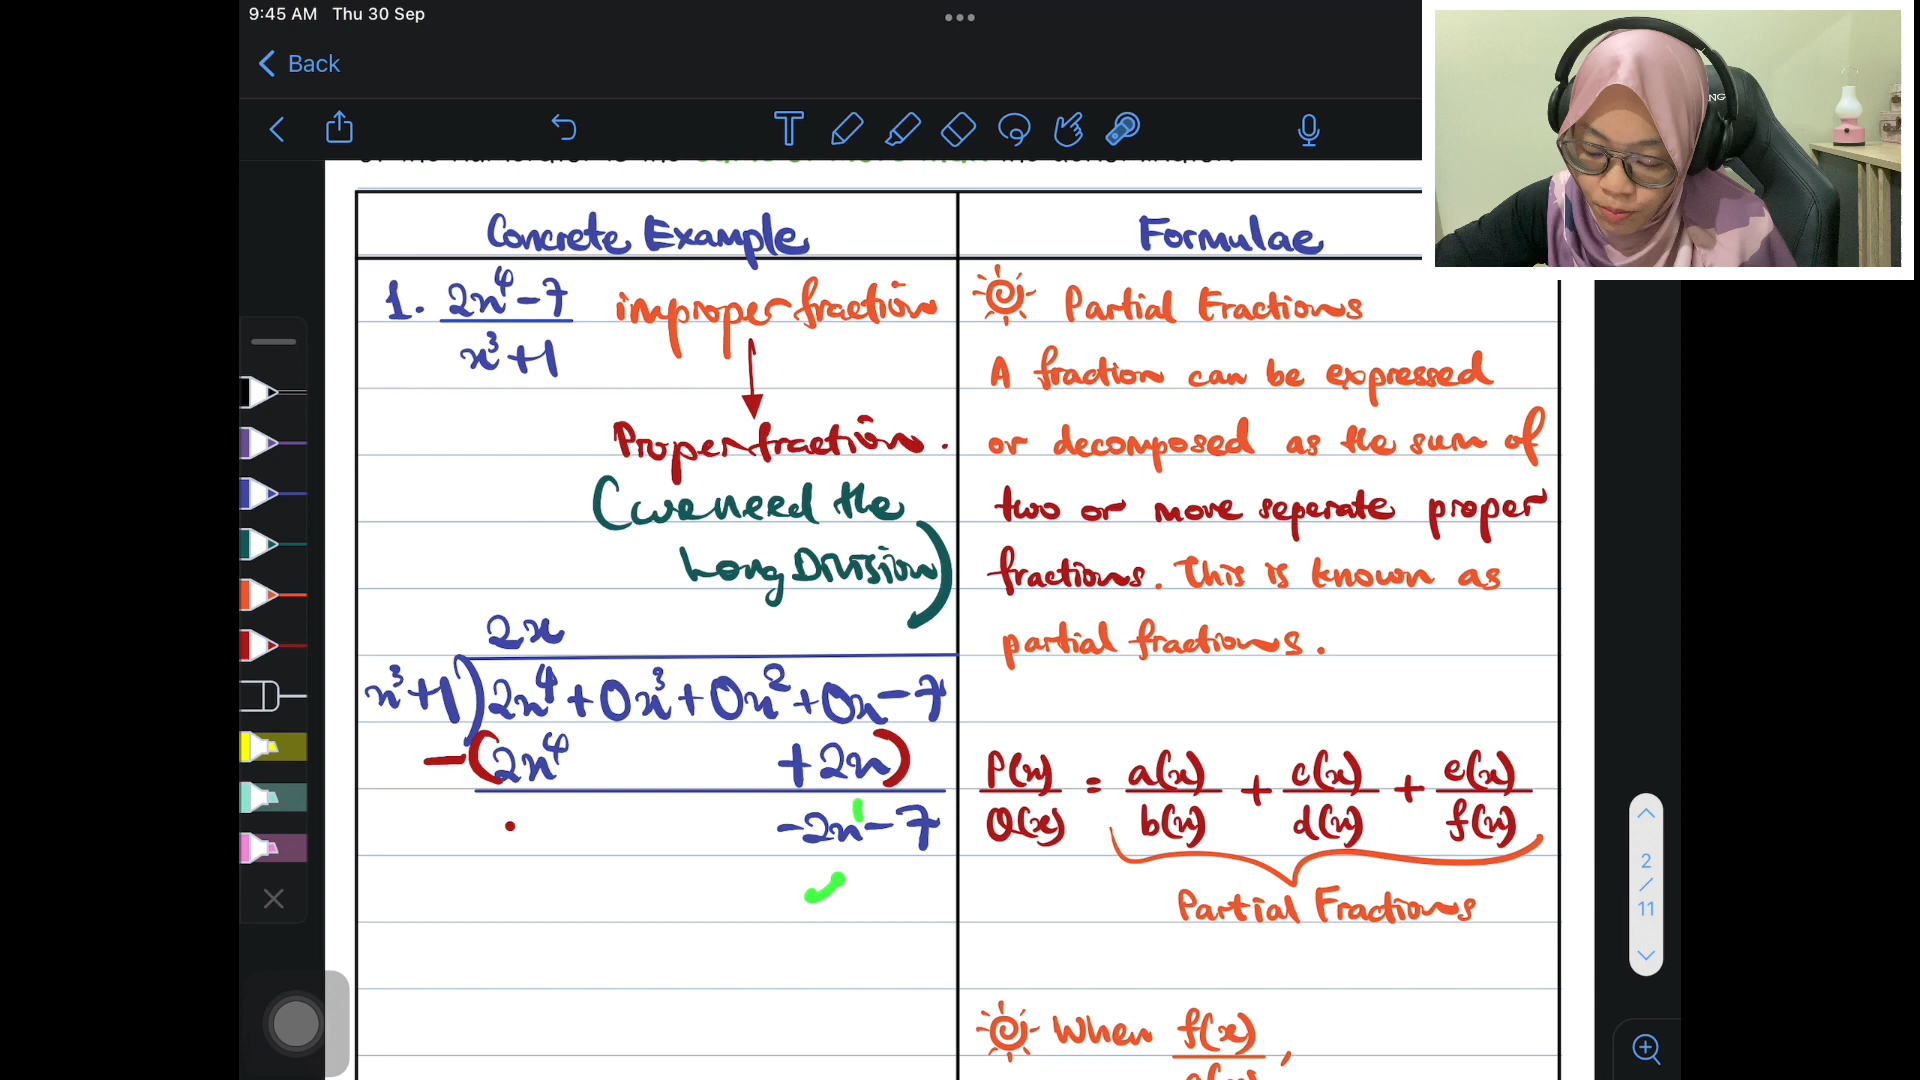 9:45 AM Thu 30 Sep
Back
Concrete Example
Formulae
1. 2x⁴ - 7
x³ + 1
improper fraction
Proper fraction.
(we need the
Long Division)
2x
x³+1) 2x⁴ + 0x³ + 0x² + 0x - 7
-(2x⁴ + 2x)
-2x - 7
Partial Fractions
A fraction can be expressed
or decomposed as the sum of
two or more seperate proper
fractions. This is known as
partial fractions.
P(x)/Q(x) = a(x)/b(x) + c(x)/d(x) + e(x)/f(x)
Partial Fractions
When f(x)
,
2
/
11
NG